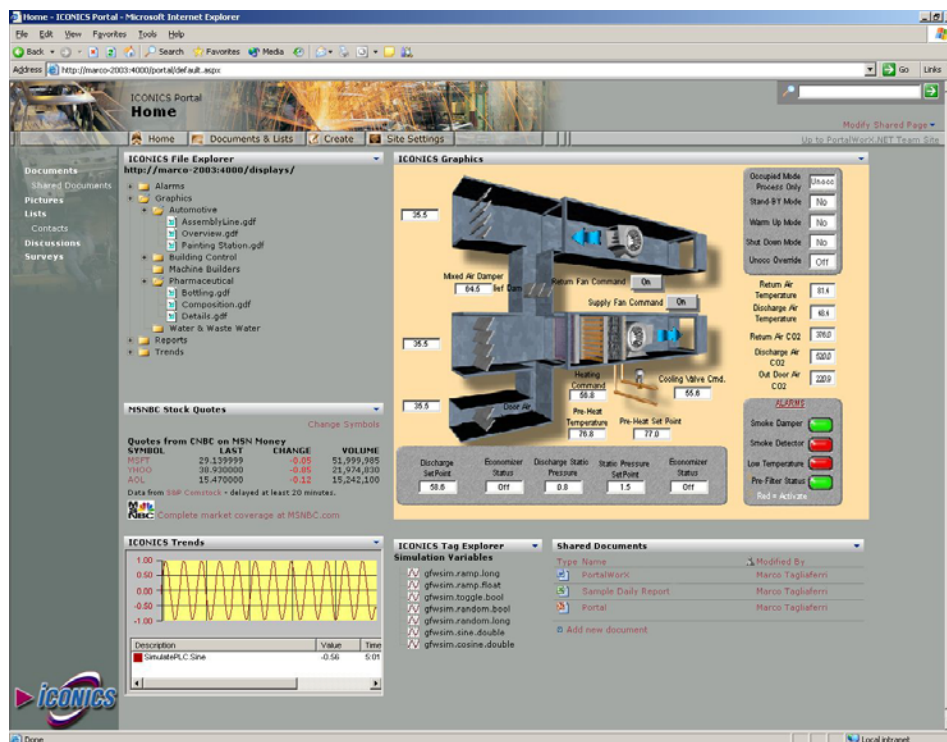 Home - ICONICS Portal - Microsoft Internet Explorer
File Edit View Favorites Tools Help
Back Search Favorites Media
Address http://marco-2003:4000/portal/default.aspx Go Links
ICONICS Portal
Home
Modify Shared Page
Home Documents & Lists Create Site Settings
Up to PortalWorX.NET Team Site
Documents
Shared Documents
Pictures
Lists
Contacts
Discussions
Surveys
ICONICS File Explorer
http://marco-2003:4000/displays/
Alarms
Graphics
Automotive
AssemblyLine.gdf
Overview.gdf
Painting Station.gdf
Building Control
Machine Builders
Pharmaceutical
Bottling.gdf
Composition.gdf
Details.gdf
Water & Waste Water
Reports
Trends
MSNBC Stock Quotes
Change Symbols
Quotes from CNBC on MSN Money
SYMBOL LAST CHANGE VOLUME
MSFT 29.139999 -0.05 51,999,985
YHOO 38.930000 -0.85 21,974,830
AOL 15.470000 -0.12 15,242,100
Data from S&P Comstock - delayed at least 20 minutes.
Complete market coverage at MSNBC.com
ICONICS Trends
1.00
0.50
0.00
-0.50
-1.00
Description Value Time
SimulatePLC.Sine -0.56 5:01
ICONICS
ICONICS Graphics
35.5
Mixed Air Damper
64.5
Return Fan Command On
Supply Fan Command On
35.5
Heating Command
Cooling Valve Cmd.
55.6
35.5
Door Air
Pre-Heat Temperature
76.8
Pre-Heat Set Point
77.0
Occupied Mode Process Only Unocc
Stand-BY Mode No
Warm Up Mode No
Shut Down Mode No
Unocc Override Off
Return Air Temperature 81.4
Discharge Air Temperature
Return Air CO2
Discharge Air CO2
Out Door Air CO2 220.9
ALARMS
Smoke Damper
Smoke Detector
Low Temperature
Pre-Filter Status
Red = Activate
Discharge SetPoint
58.6
Economizer Status
Off
Discharge Static Pressure
0.8
Static Pressure SetPoint
1.5
Economizer Status
Off
ICONICS Tag Explorer
Simulation Variables
gfwsim.ramp.long
gfwsim.ramp.float
gfwsim.toggle.bool
gfwsim.random.bool
gfwsim.random.long
gfwsim.sine.double
gfwsim.cosine.double
Shared Documents
Type Name Modified By
PortalWorX Marco Tagliaferri
Sample Daily Report Marco Tagliaferri
Portal Marco Tagliaferri
Add new document
Done
Local intranet